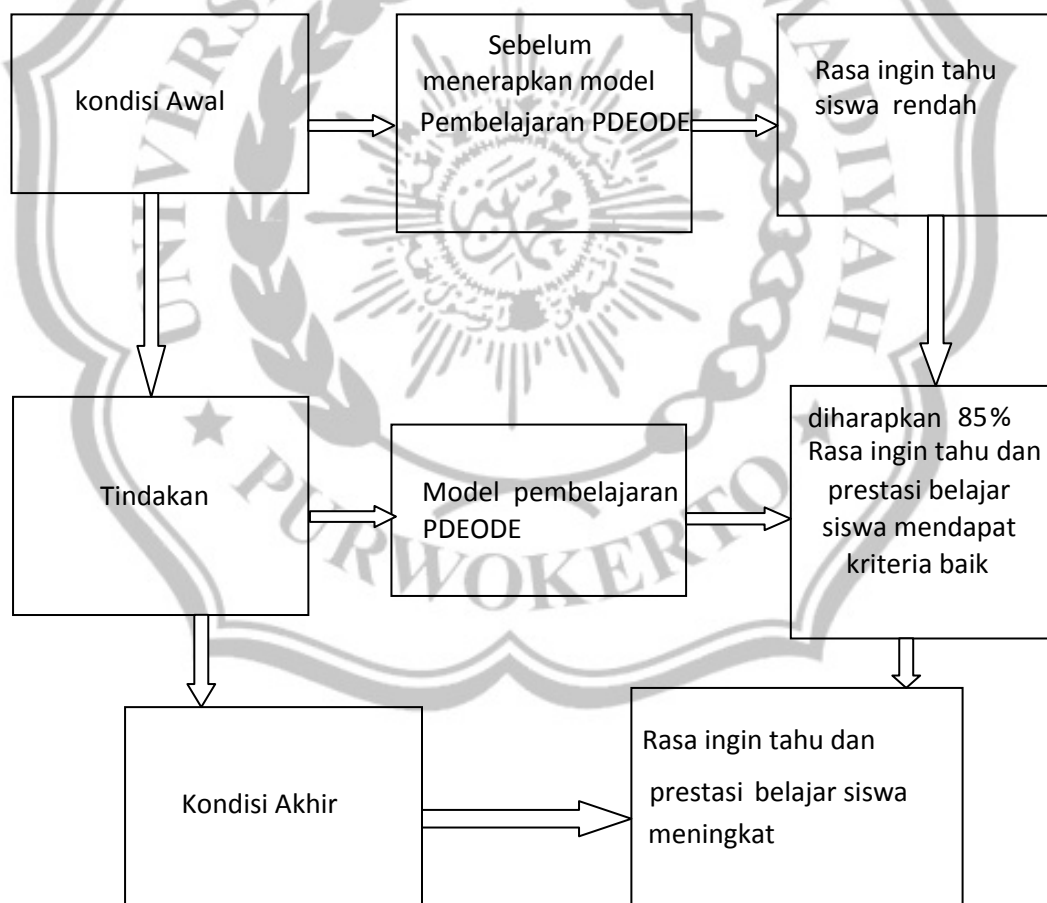 kondisi Awal
Sebelum
menerapkan model
Pembelajaran PDEODE
Rasa ingin tahu
siswa rendah
Tindakan
Model pembelajaran
PDEODE
diharapkan 85%
Rasa ingin tahu dan
prestasi belajar
siswa mendapat
kriteria baik
Kondisi Akhir
Rasa ingin tahu dan
prestasi belajar siswa
meningkat
PURWOKERTO